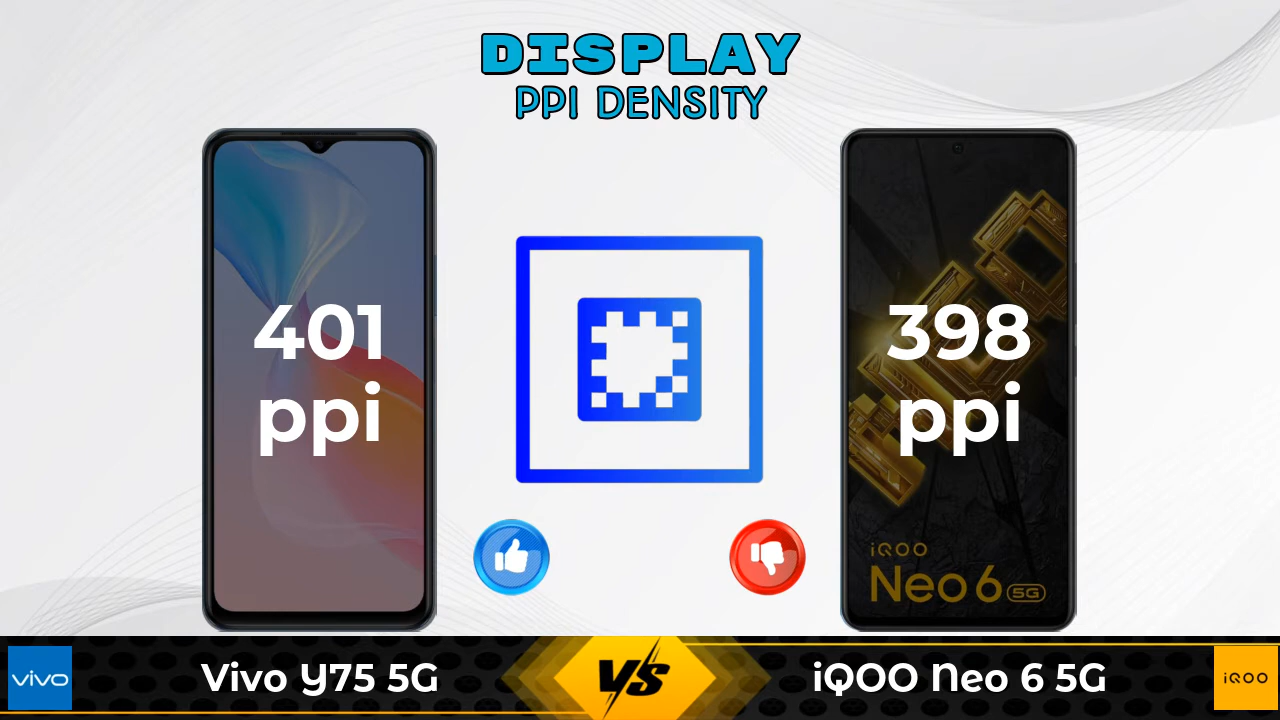 DISPLAY
PPI DENSITY
401
ppi
398
ppi
iQOO
Neo 6 5G
vivo
Vivo Y75 5G
VS
iQOO Neo 6 5G
iQOO